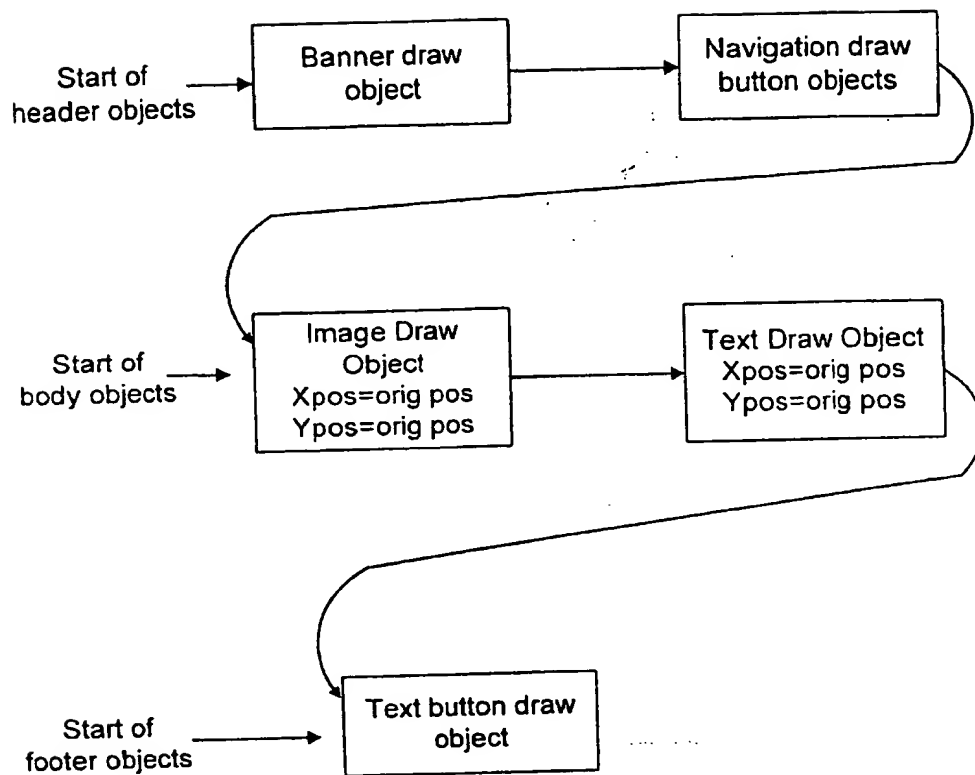 Start of
header objects
Banner draw
object
Navigation draw
button objects
Start of
body objects
Image Draw
Object
Xpos=orig pos
Ypos=orig pos
Text Draw Object
Xpos=orig pos
Ypos=orig pos
Start of
footer objects
Text button draw
object